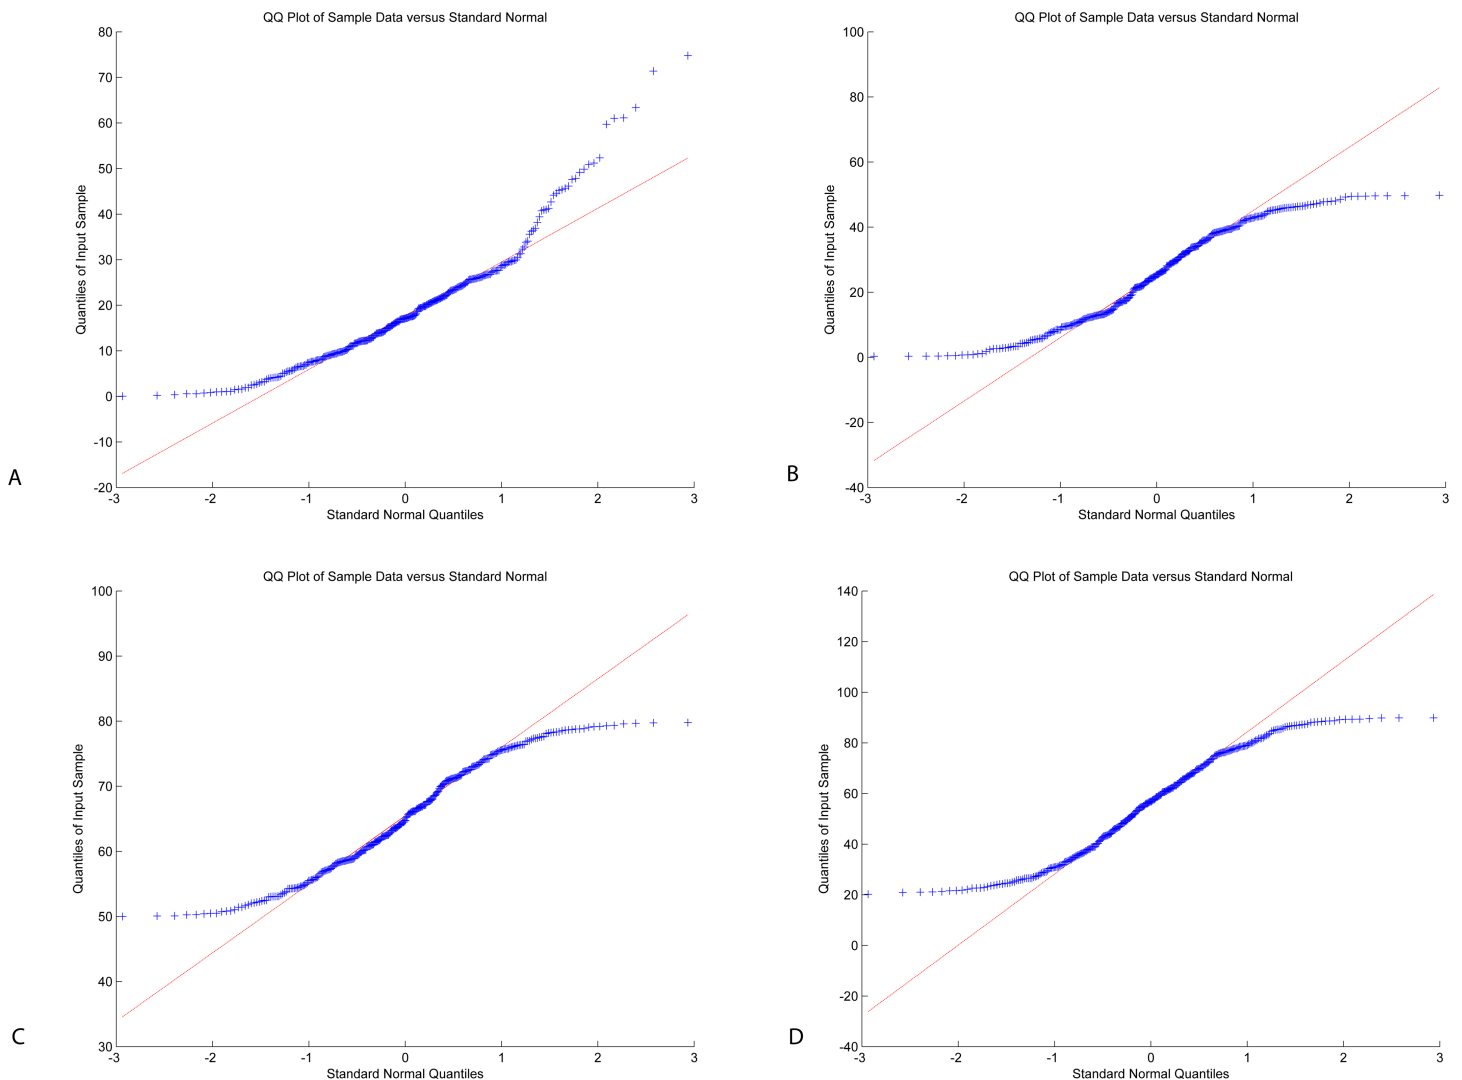 QQ Plot of Sample Data versus Standard Normal
80
70
60
50
40
30
20
10
0
-10
-20
Quantiles of Input Sample
-3 -2 -1 0 1 2 3
Standard Normal Quantiles
A
QQ Plot of Sample Data versus Standard Normal
100
80
60
40
20
0
-20
-40
Quantiles of Input Sample
-3 -2 -1 0 1 2 3
Standard Normal Quantiles
B
QQ Plot of Sample Data versus Standard Normal
100
90
80
70
60
50
40
30
Quantiles of Input Sample
-3 -2 -1 0 1 2 3
Standard Normal Quantiles
C
QQ Plot of Sample Data versus Standard Normal
140
120
100
80
60
40
20
0
-20
-40
Quantiles of Input Sample
-3 -2 -1 0 1 2 3
Standard Normal Quantiles
D